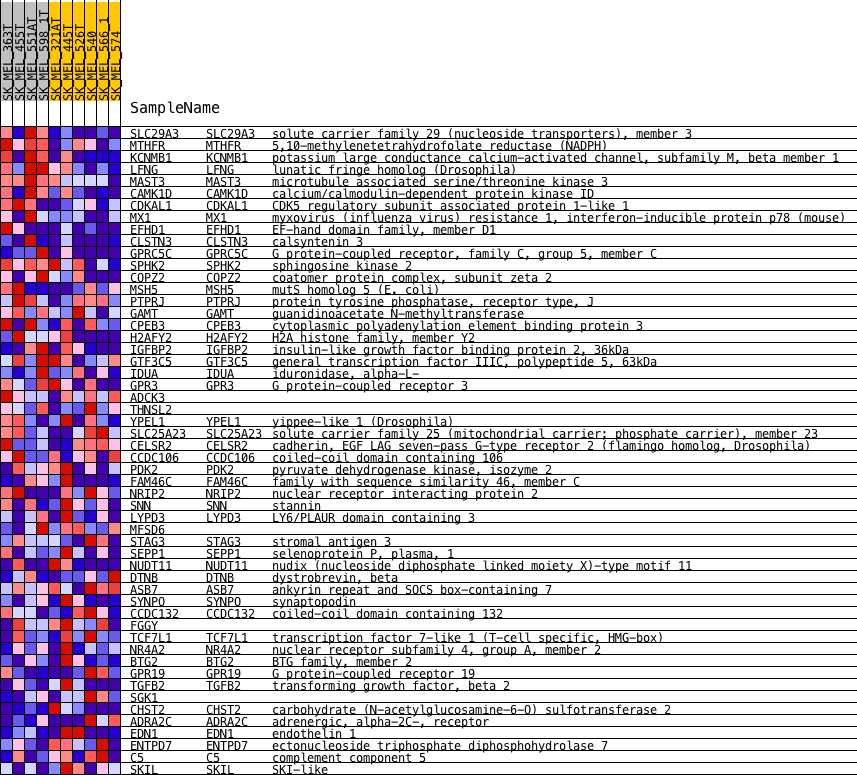 SK_MEL_363T
SK_MEL_455T
SK_MEL_551AT
SK_MEL_598_1T
SK_MEL_321AT
SK_MEL_445T
SK_MEL_526T
SK_MEL_540
SK_MEL_566_1
SK_MEL_574
SampleName
SLC29A3 SLC29A3 solute carrier family 29 (nucleoside transporters), member 3
MTHFR MTHFR 5,10-methylenetetrahydrofolate reductase (NADPH)
KCNMB1 KCNMB1 potassium large conductance calcium-activated channel, subfamily M, beta member 1
LFNG LFNG lunatic fringe homolog (Drosophila)
MAST3 MAST3 microtubule associated serine/threonine kinase 3
CAMK1D CAMK1D calcium/calmodulin-dependent protein kinase ID
CDKAL1 CDKAL1 CDK5 regulatory subunit associated protein 1-like 1
MX1 MX1 myxovirus (influenza virus) resistance 1, interferon-inducible protein p78 (mouse)
EFHD1 EFHD1 EF-hand domain family, member D1
CLSTN3 CLSTN3 calsyntenin 3
GPRC5C GPRC5C G protein-coupled receptor, family C, group 5, member C
SPHK2 SPHK2 sphingosine kinase 2
COPZ2 COPZ2 coatomer protein complex, subunit zeta 2
MSH5 MSH5 mutS homolog 5 (E. coli)
PTPRJ PTPRJ protein tyrosine phosphatase, receptor type, J
GAMT GAMT guanidinoacetate N-methyltransferase
CPEB3 CPEB3 cytoplasmic polyadenylation element binding protein 3
H2AFY2 H2AFY2 H2A histone family, member Y2
IGFBP2 IGFBP2 insulin-like growth factor binding protein 2, 36kDa
GTF3C5 GTF3C5 general transcription factor IIIC, polypeptide 5, 63kDa
IDUA IDUA iduronidase, alpha-L-
GPR3 GPR3 G protein-coupled receptor 3
ADCK3
THNSL2
YPEL1 YPEL1 yippee-like 1 (Drosophila)
SLC25A23 SLC25A23 solute carrier family 25 (mitochondrial carrier; phosphate carrier), member 23
CELSR2 CELSR2 cadherin, EGF LAG seven-pass G-type receptor 2 (flamingo homolog, Drosophila)
CCDC106 CCDC106 coiled-coil domain containing 106
PDK2 PDK2 pyruvate dehydrogenase kinase, isozyme 2
FAM46C FAM46C family with sequence similarity 46, member C
NRIP2 NRIP2 nuclear receptor interacting protein 2
SNN SNN stannin
LYPD3 LYPD3 LY6/PLAUR domain containing 3
MFSD6
STAG3 STAG3 stromal antigen 3
SEPP1 SEPP1 selenoprotein P, plasma, 1
NUDT11 NUDT11 nudix (nucleoside diphosphate linked moiety X)-type motif 11
DTNB DTNB dystrobrevin, beta
ASB7 ASB7 ankyrin repeat and SOCS box-containing 7
SYNPO SYNPO synaptopodin
CCDC132 CCDC132 coiled-coil domain containing 132
FGGY
TCF7L1 TCF7L1 transcription factor 7-like 1 (T-cell specific, HMG-box)
NR4A2 NR4A2 nuclear receptor subfamily 4, group A, member 2
BTG2 BTG2 BTG family, member 2
GPR19 GPR19 G protein-coupled receptor 19
TGFB2 TGFB2 transforming growth factor, beta 2
SGK1
CHST2 CHST2 carbohydrate (N-acetylglucosamine-6-O) sulfotransferase 2
ADRA2C ADRA2C adrenergic, alpha-2C-, receptor
EDN1 EDN1 endothelin 1
ENTPD7 ENTPD7 ectonucleoside triphosphate diphosphohydrolase 7
C5 C5 complement component 5
SKIL SKIL SKI-like